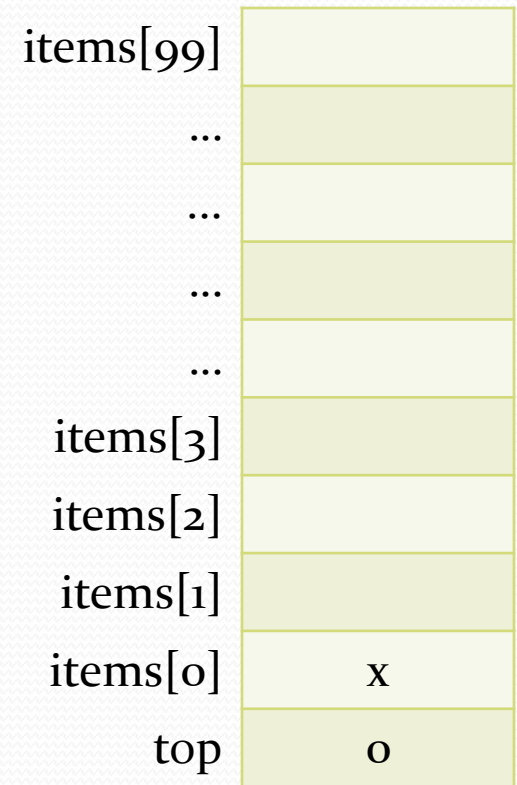 items[99]
...
...
...
...
items[3]
items[2]
items[1]
items[0] x
top 0